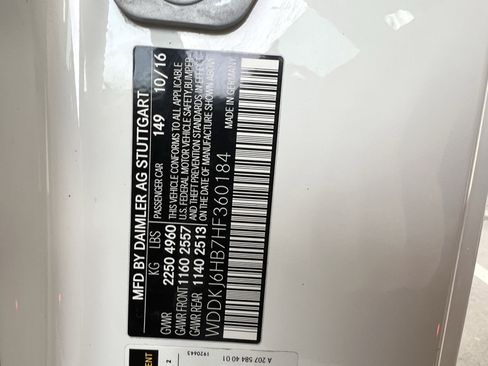 MFD BY DAIMLER AG STUTTGART
KG LBS PASSENGER CAR 149 10/16
GVWR 2250 4960 THIS VEHICLE CONFORMS TO ALL APPLICABLE
GAWR FRONT 1160 2557 U.S. FEDERAL MOTOR VEHICLE SAFETY,BUMPER,
GAWR REAR 1140 2513 AND THEFT PREVENTION STANDARDS IN EFFECT
ON THE DATE OF MANUFACTURE SHOWN ABOVE
WDDKJ6HB7HF360184
MADE IN GERMANY
A 207 584 40 01
1920645
2